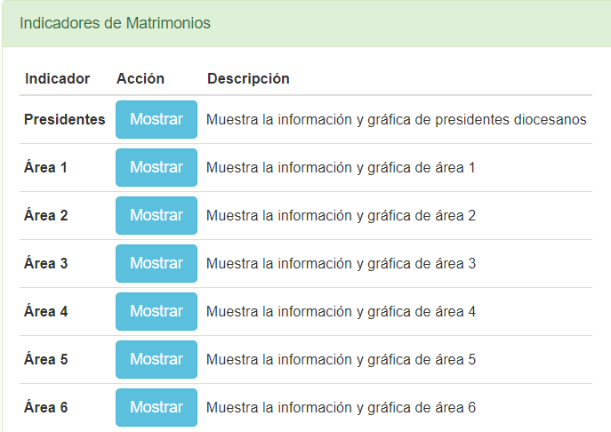 Indicadores de Matrimonios
Indicador Acción Descripción
Presidentes Mostrar Muestra la información y gráfica de presidentes diocesanos
Área 1 Mostrar Muestra la información y gráfica de área 1
Área 2 Mostrar Muestra la información y gráfica de área 2
Área 3 Mostrar Muestra la información y gráfica de área 3
Área 4 Mostrar Muestra la información y gráfica de área 4
Área 5 Mostrar Muestra la información y gráfica de área 5
Área 6 Mostrar Muestra la información y gráfica de área 6